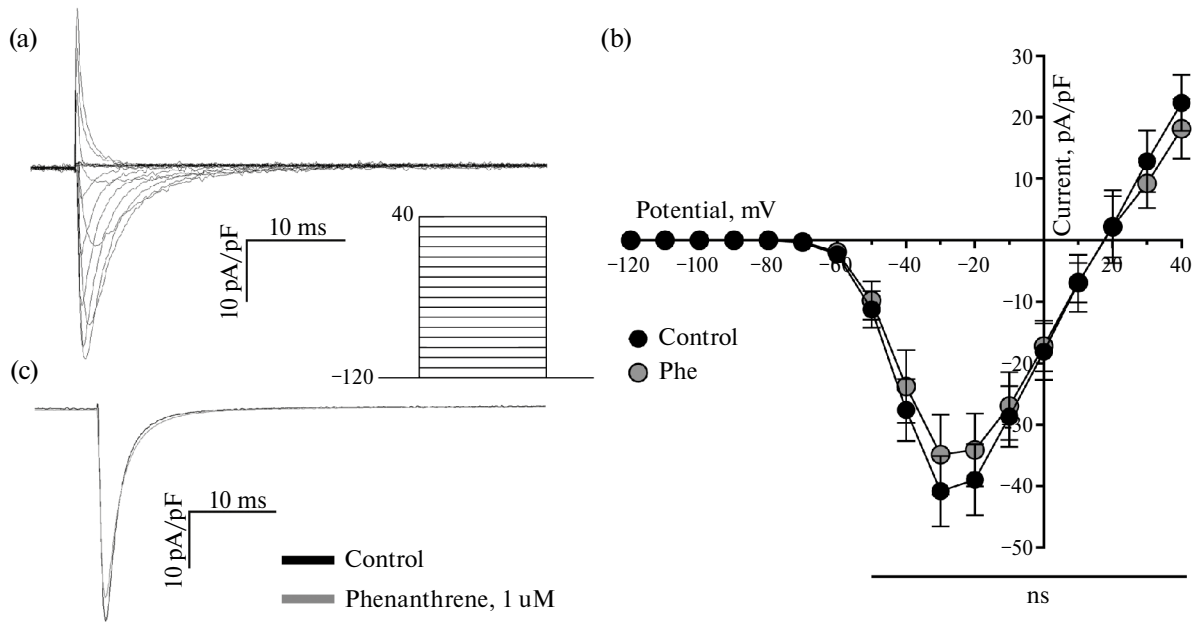 (a)
10 ms
10 pA/pF
40
−120
(b)
30
20
10
Current, pA/pF
Potential, mV
−120 −100 −80 −60 −40 −20 20 40
−10
−20
−30
−40
−50
Control
Phe
ns
(c)
10 ms
10 pA/pF
Control
Phenanthrene, 1 uM